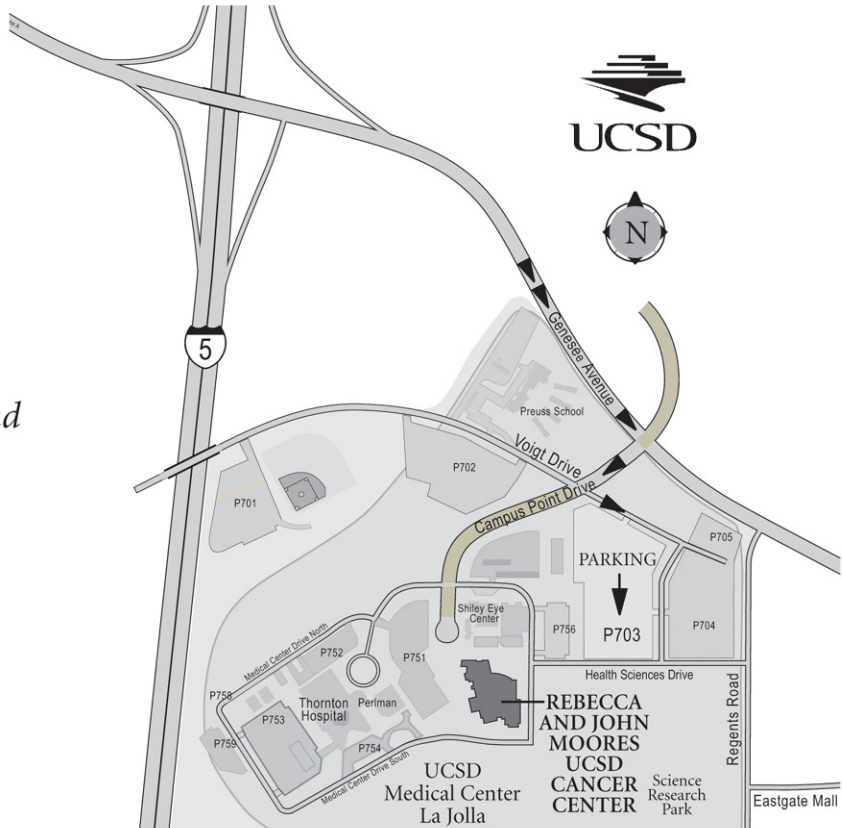 UCSD
N
5
Genesee Avenue
Preuss School
Voigt Drive
P702
P701
Campus Point Drive
P705
PARKING
P703
Shiley Eye
Center
P756
P704
Medical Center Drive North
P752
P751
Health Sciences Drive
P758
Thornton
Hospital
Perlman
P753
P759
P754
Medical Center Drive South
REBECCA
AND JOHN
MOORES
UCSD
CANCER
CENTER
Regents Road
UCSD
Medical Center
La Jolla
Science
Research
Park
Eastgate Mall